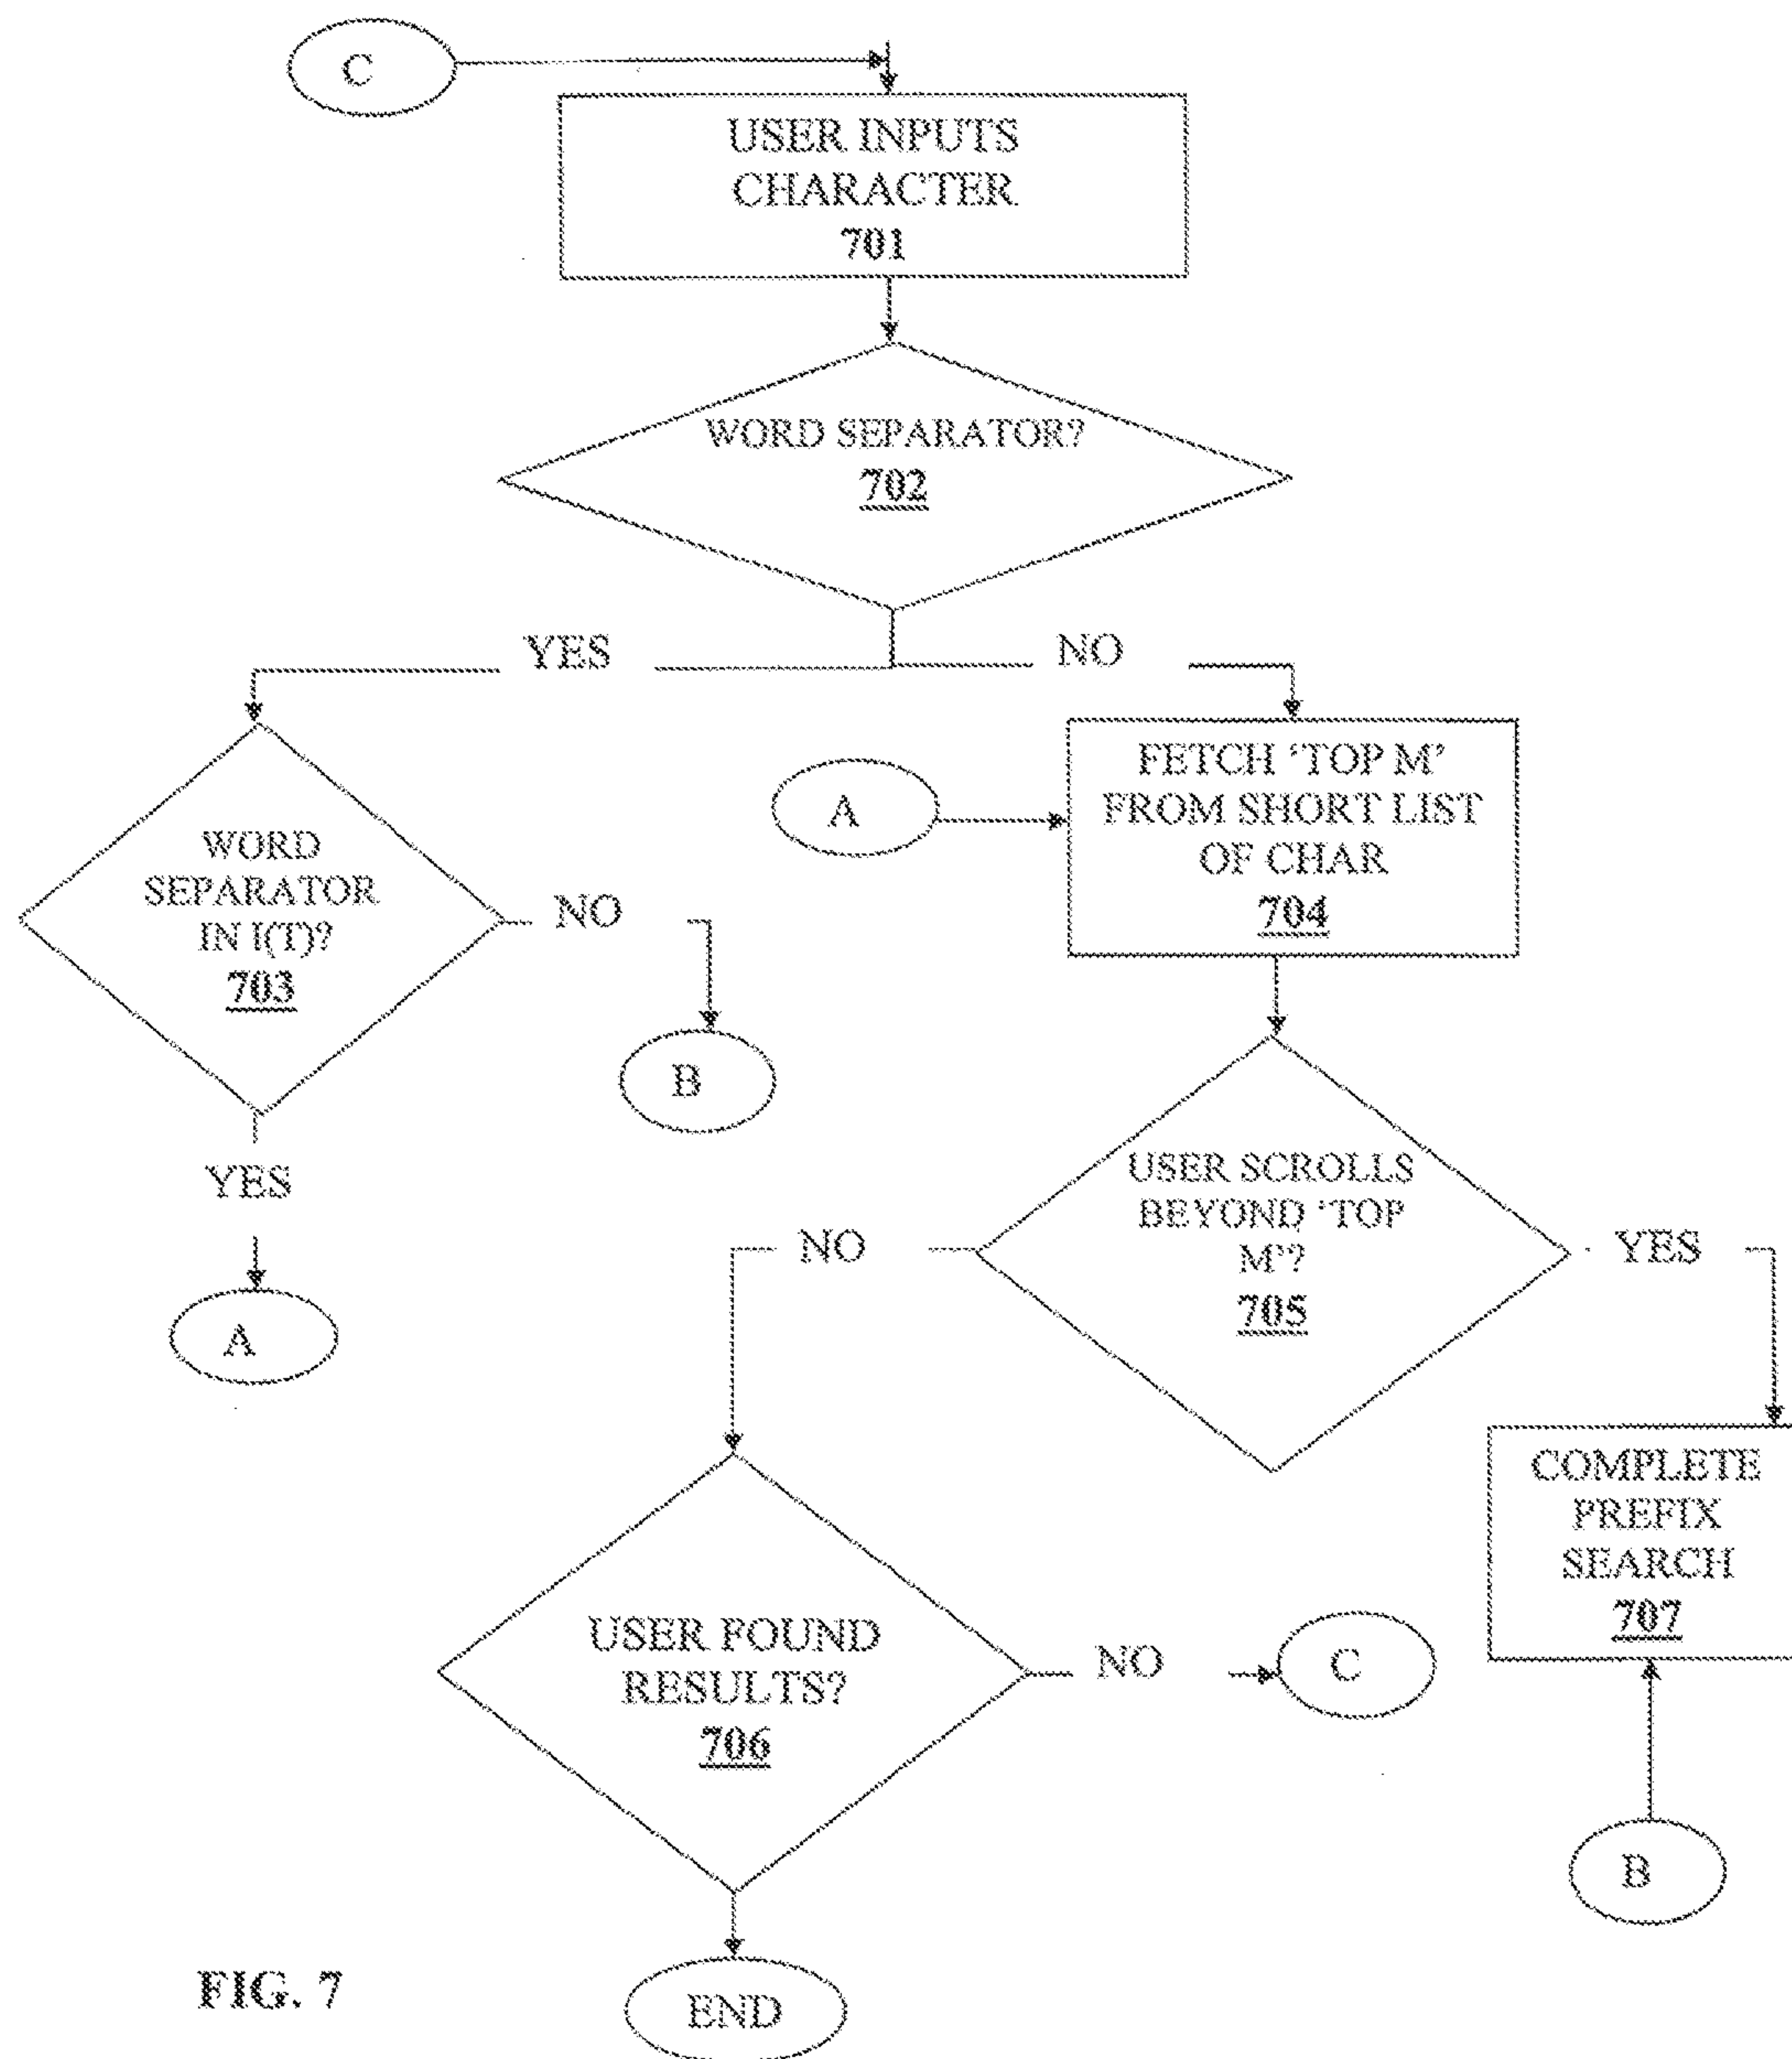 C
USER INPUTS
CHARACTER
701
WORD SEPARATOR?
702
YES
NO
WORD
SEPARATOR
IN I(T)?
703
NO
B
YES
A
A
FETCH ‘TOP M’
FROM SHORT LIST
OF CHAR
704
USER SCROLLS
BEYOND ‘TOP
M’?
705
NO
YES
COMPLETE
PREFIX
SEARCH
707
B
USER FOUND
RESULTS?
706
NO
C
END
FIG. 7